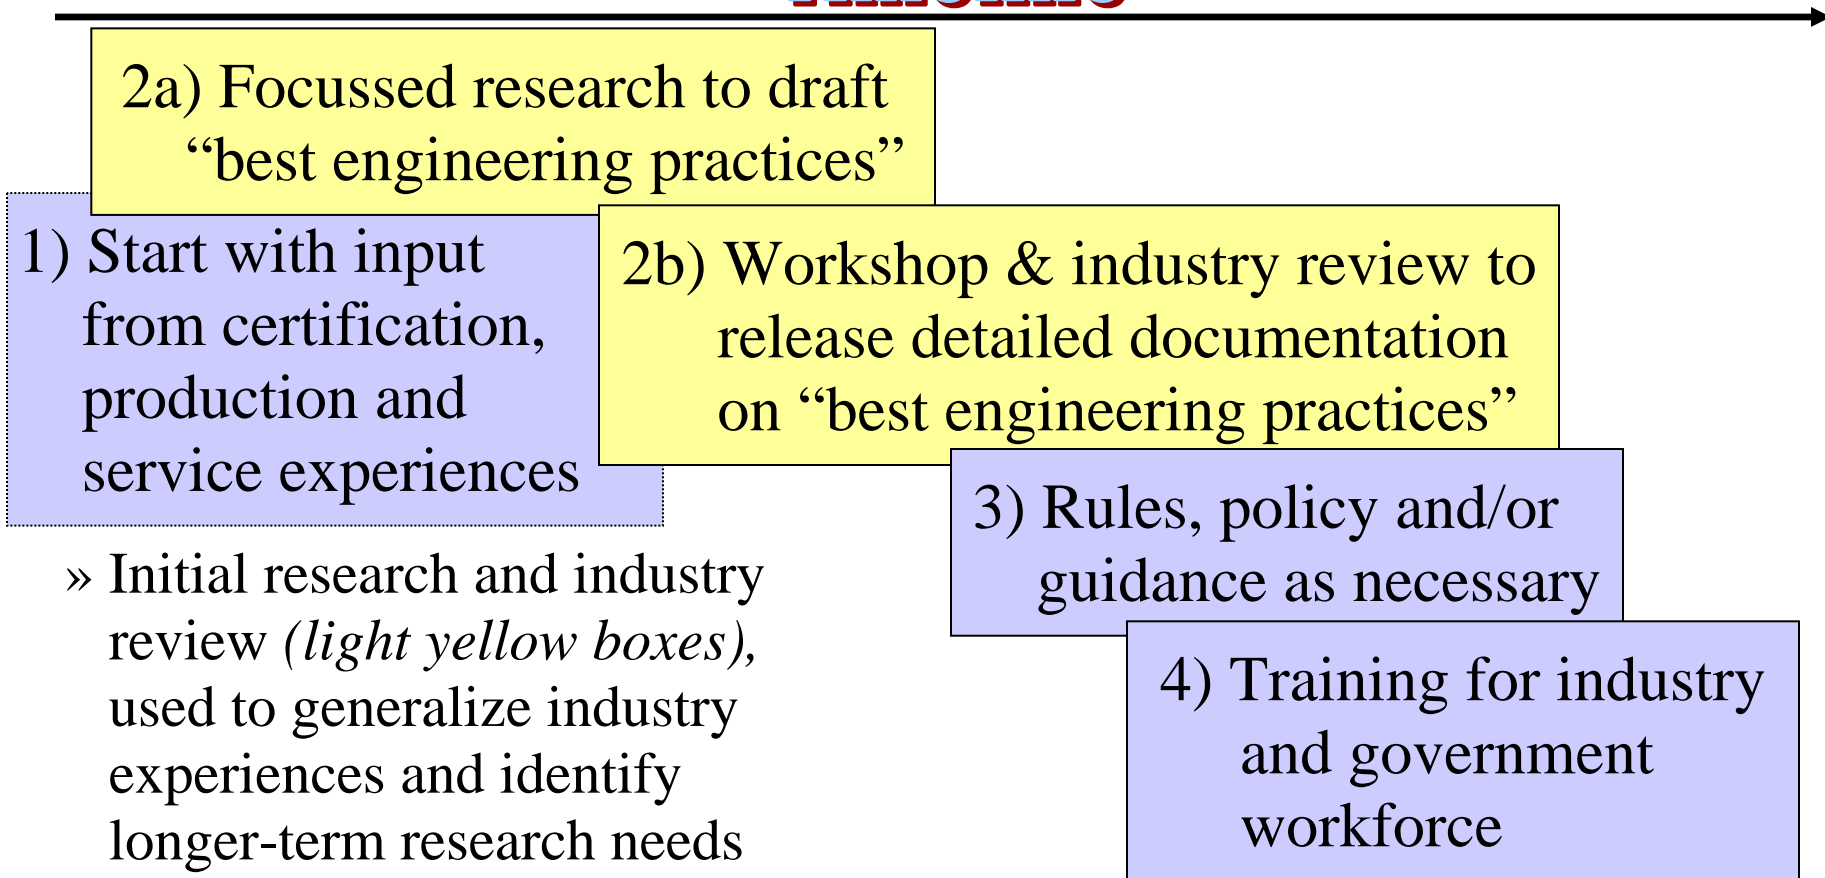 2a) Focussed research to draft
“best engineering practices”
1) Start with input
from certification,
production and
service experiences
2b) Workshop & industry review to
release detailed documentation
on “best engineering practices”
3) Rules, policy and/or
guidance as necessary
» Initial research and industry
review (light yellow boxes),
used to generalize industry
experiences and identify
longer-term research needs
4) Training for industry
and government
workforce